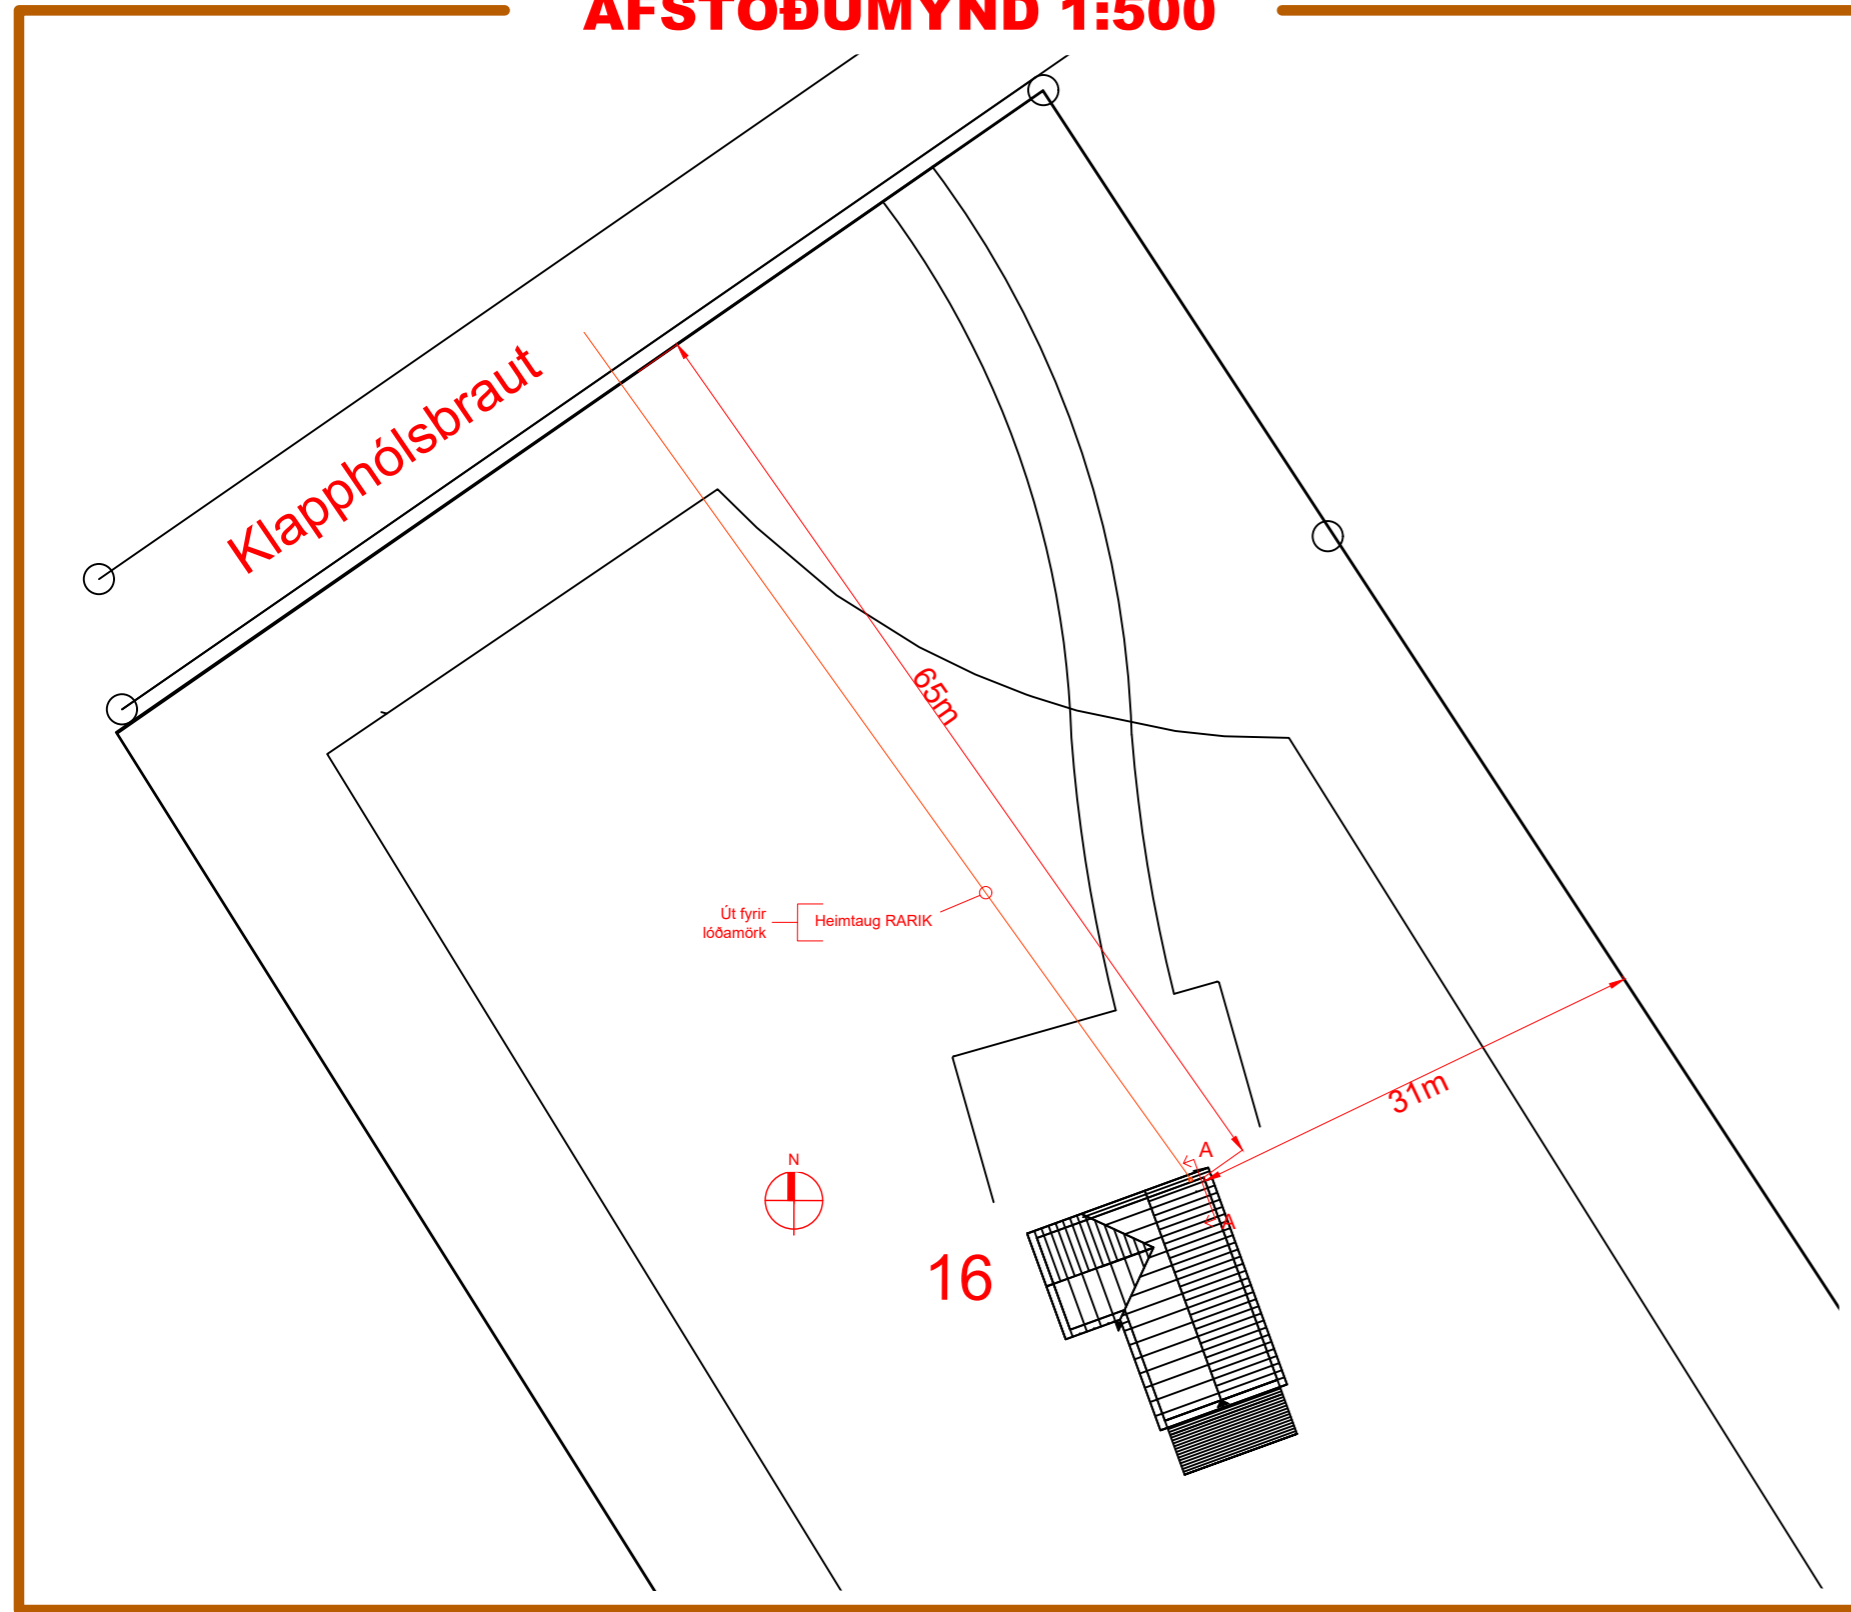 AFSTÖÐUMYND 1:500
Klapphólsbraut
65m
Út fyrir
lóðamörk
Heimtaug RARIK
31m
N
A
A
16